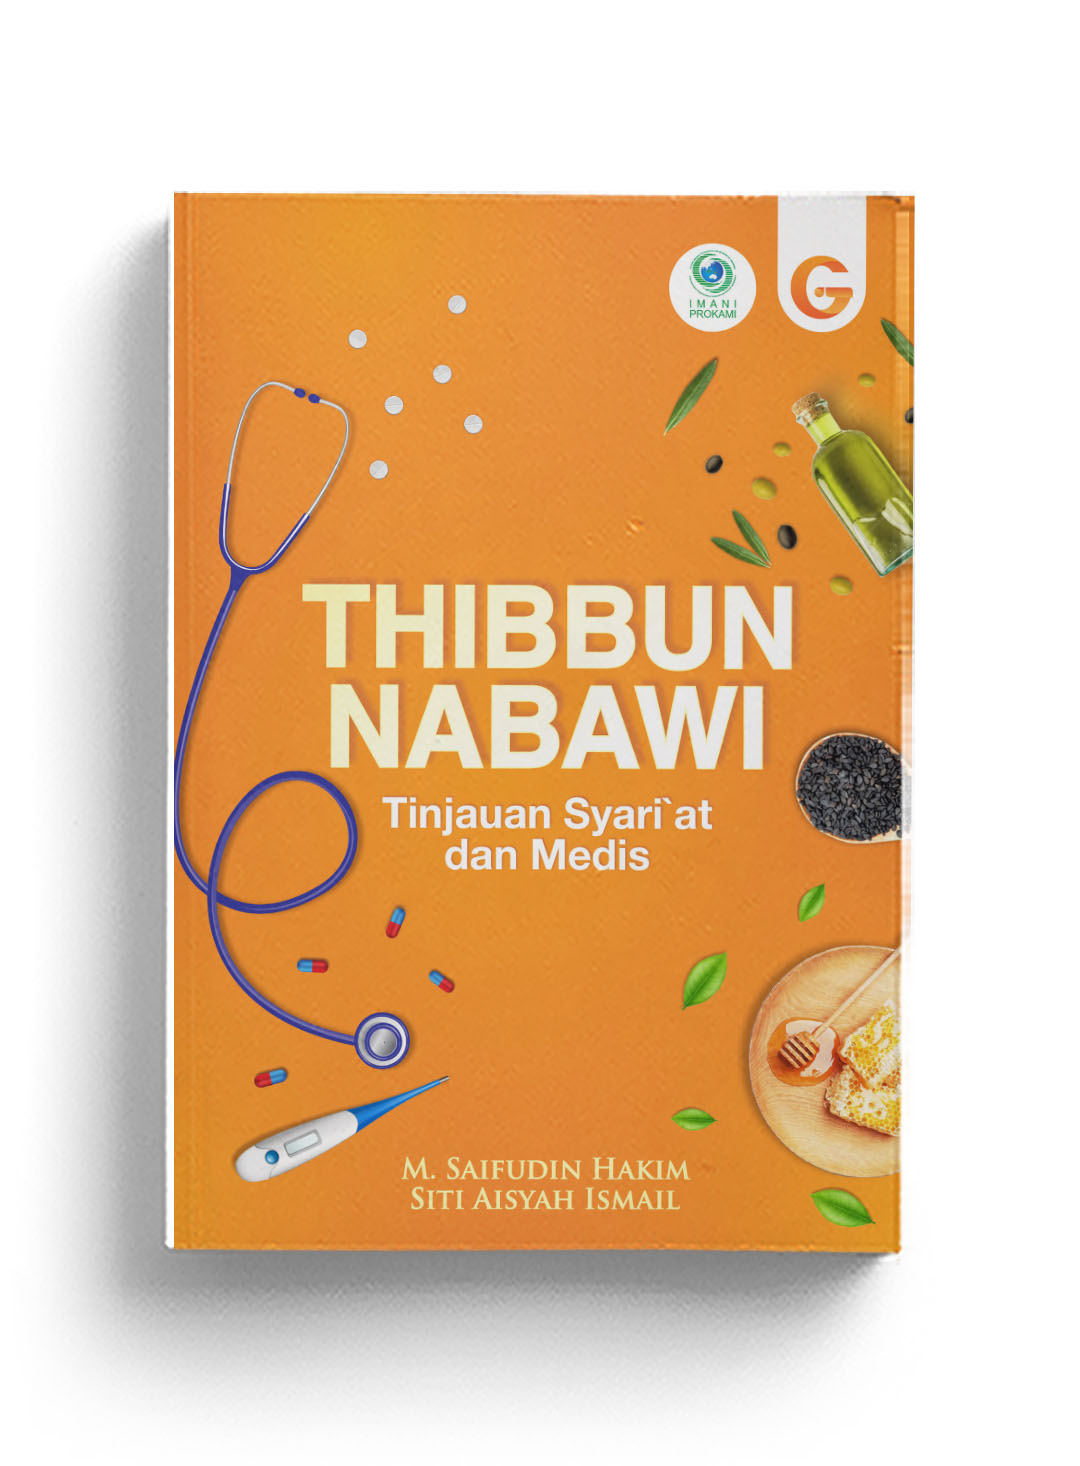 IMANI
PROKAMI
G
THIBBUN
NABAWI
Tinjauan Syari`at
dan Medis
M. SAIFUDIN HAKIM
SITI AISYAH ISMAIL